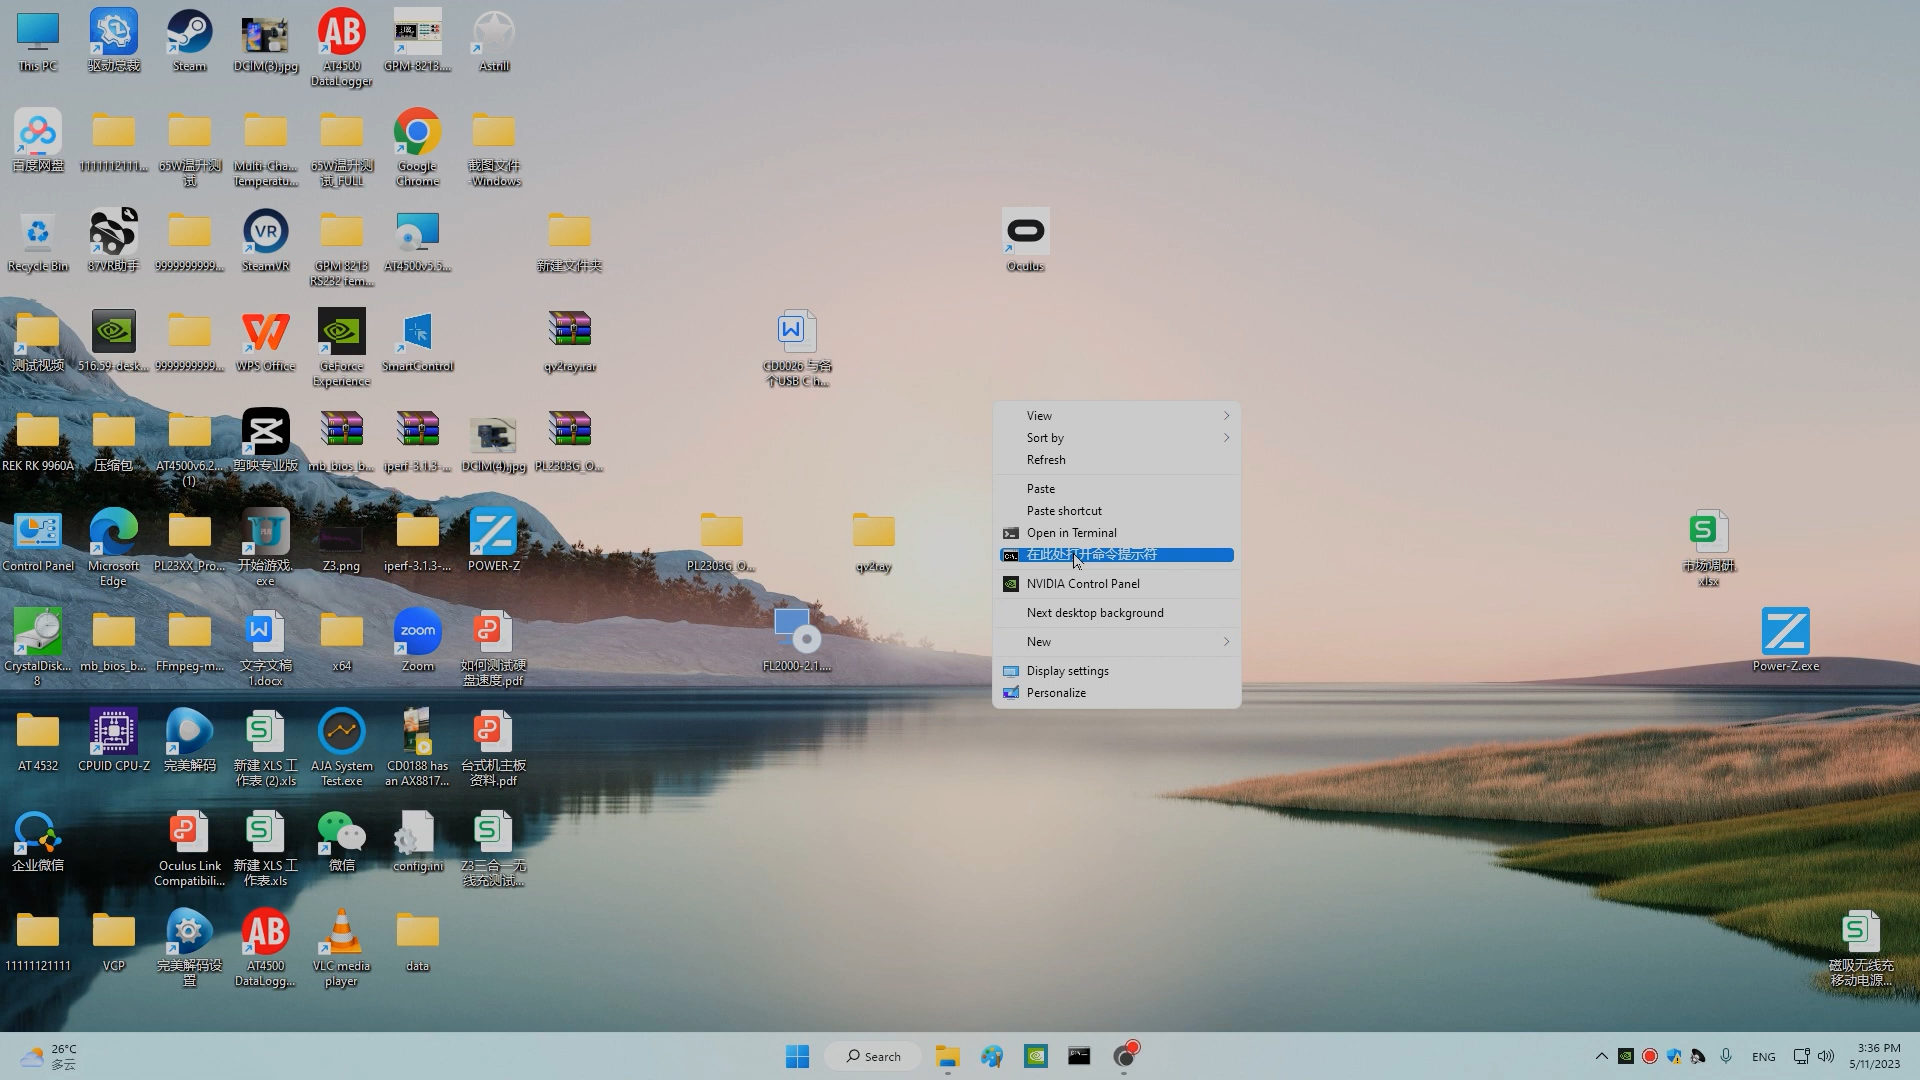 This PC
驱动总裁
Steam
DCIM(3).jpg
AT4500
DataLogger
GPM-8213....
Astrill
百度网盘
1111112111...
65W温升测
试
Multi-Cha...
Temperatu...
65W温升测
试_FULL
Google
Chrome
截图文件
-Windows
Recycle Bin
87VR助手
9999999999...
SteamVR
GPM 8213
RS232 fem...
AT4500v5.5...
新建文件夹
Oculus
测试视频
516.59-desk...
9999999999...
WPS Office
GeForce
Experience
SmartControl
qv2ray.rar
CD0026 与各
个USB C h...
REK RK 9960A
压缩包
AT4500v6.2...
(1)
剪映专业版
mb_bios_b...
iperf-3.1.3-...
DCIM(4).jpg
PL2303G_O...
Control Panel
Microsoft
Edge
PL23XX_Pro...
开始游戏.
exe
Z3.png
iperf-3.1.3-...
POWER-Z
PL2303G_O...
qv2ray
市场调研.
xlsx
CrystalDisk...
8
mb_bios_b...
FFmpeg-m...
文字文稿
1.docx
x64
zoom
Zoom
如何测试硬
盘速度.pdf
FL2000-2.1....
Power-Z.exe
AT 4532
CPUID CPU-Z
完美解码
新建 XLS 工
作表 (2).xls
AJA System
Test.exe
CD0188 has
an AX8817...
台式机主板
资料.pdf
企业微信
Oculus Link
Compatibili...
新建 XLS 工
作表.xls
微信
config.ini
Z3三合一无
线充测试...
11111121111
VCP
完美解码设
置
AT4500
DataLogg...
VLC media
player
data
磁吸无线充
移动电源...
View
Sort by
Refresh
Paste
Paste shortcut
Open in Terminal
在此处打开命令提示符
NVIDIA Control Panel
Next desktop background
New
Display settings
Personalize
26°C
多云
Search
ENG
3:36 PM
5/11/2023